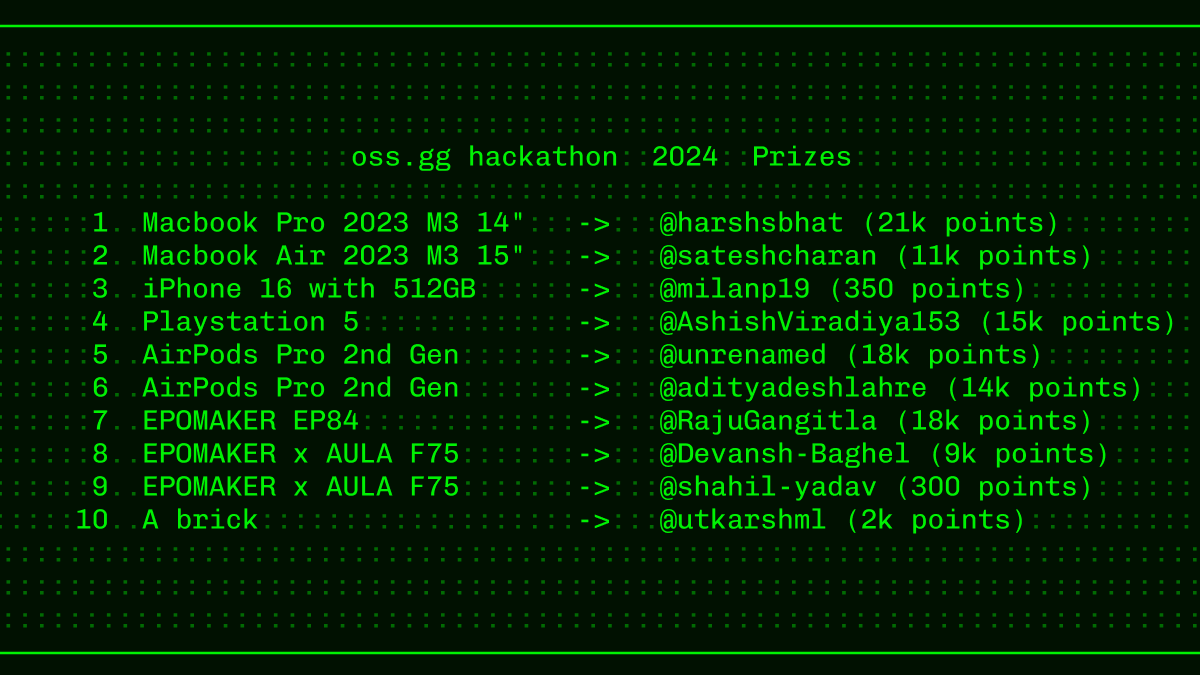 oss.gg hackathon 2024 Prizes
1 Macbook Pro 2023 M3 14" -> @harshsbhat (21k points)
2 Macbook Air 2023 M3 15" -> @sateshcharan (11k points)
3 iPhone 16 with 512GB -> @milanp19 (350 points)
4 Playstation 5 -> @AshishViradiya153 (15k points)
5 AirPods Pro 2nd Gen -> @unrenamed (18k points)
6 AirPods Pro 2nd Gen -> @adityadeshlahre (14k points)
7 EPOMAKER EP84 -> @RajuGangitla (18k points)
8 EPOMAKER x AULA F75 -> @Devansh-Baghel (9k points)
9 EPOMAKER x AULA F75 -> @shahil-yadav (300 points)
10 A brick -> @utkarshml (2k points)